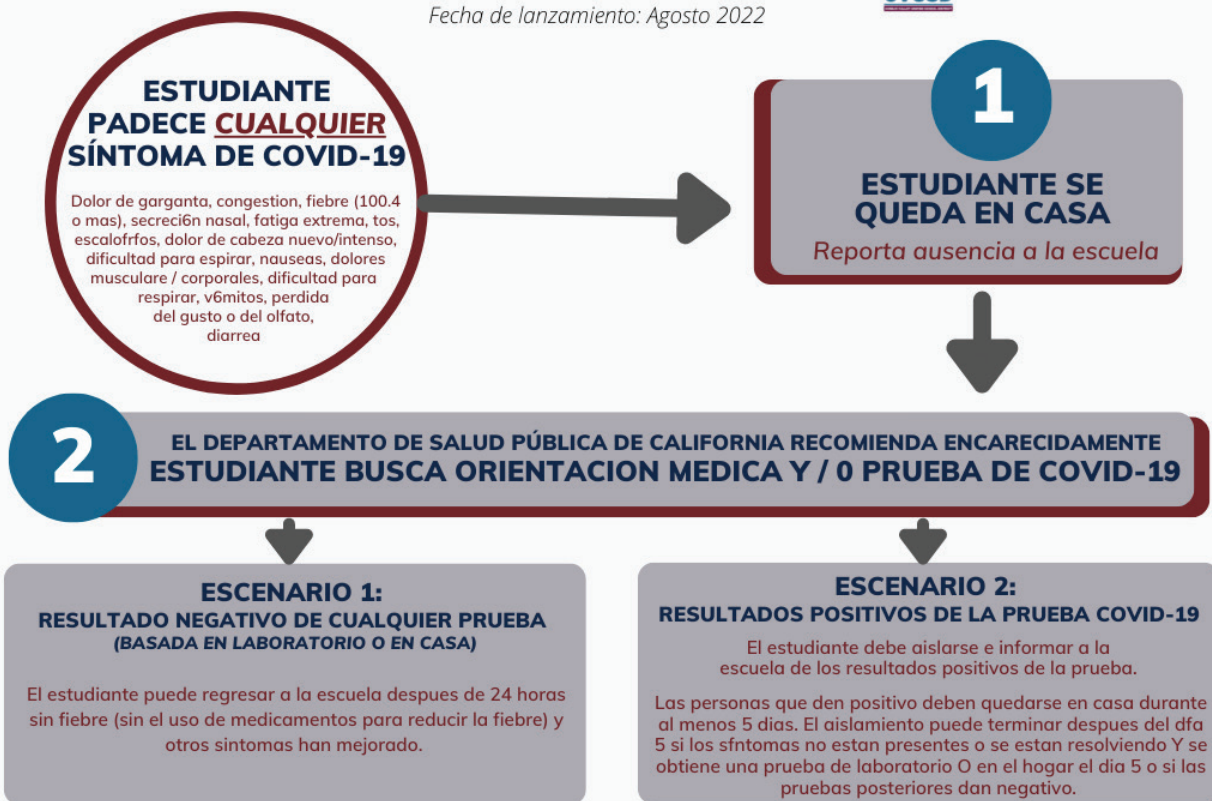 Fecha de lanzamiento: Agosto 2022
ESTUDIANTE
PADECE CUALQUIER
SÍNTOMA DE COVID-19
Dolor de garganta, congestion, fiebre (100.4
o mas), secreci6n nasal, fatiga extrema, tos,
escalofrfos, dolor de cabeza nuevo/intenso,
dificultad para espirar, nauseas, dolores
musculare / corporales, dificultad para
respirar, v6mitos, perdida
del gusto o del olfato,
diarrea
1
ESTUDIANTE SE
QUEDA EN CASA
Reporta ausencia a la escuela
2
EL DEPARTAMENTO DE SALUD PÚBLICA DE CALIFORNIA RECOMIENDA ENCARECIDAMENTE
ESTUDIANTE BUSCA ORIENTACION MEDICA Y / 0 PRUEBA DE COVID-19
ESCENARIO 1:
RESULTADO NEGATIVO DE CUALQUIER PRUEBA
(BASADA EN LABORATORIO O EN CASA)
El estudiante puede regresar a la escuela despues de 24 horas
sin fiebre (sin el uso de medicamentos para reducir la fiebre) y
otros sintomas han mejorado.
ESCENARIO 2:
RESULTADOS POSITIVOS DE LA PRUEBA COVID-19
El estudiante debe aislarse e informar a la
escuela de los resultados positivos de la prueba.
Las personas que den positivo deben quedarse en casa durante
al menos 5 dias. El aislamiento puede terminar despues del dfa
5 si los sfntomas no estan presentes o se estan resolviendo Y se
obtiene una prueba de laboratorio O en el hogar el dia 5 o si las
pruebas posteriores dan negativo.